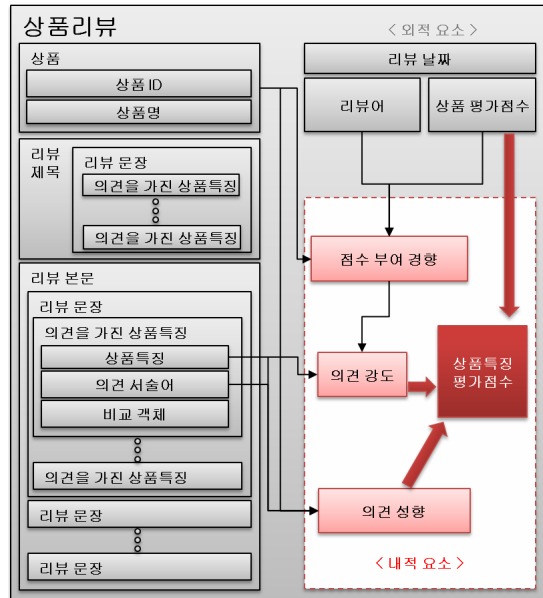 상품리뷰
상품
상품 ID
상품명
리뷰
제목
리뷰 문장
의견을 가진 상품특징
의견을 가진 상품특징
리뷰 본문
리뷰 문장
의견을 가진 상품특징
상품특징
의견 서술어
비교 객체
의견을 가진 상품특징
리뷰 문장
리뷰 문장
< 외적 요소 >
리뷰 날짜
리뷰어
상품 평가점수
점수 부여 경향
의견 강도
상품특징
평가점수
의견 성향
< 내적 요소 >